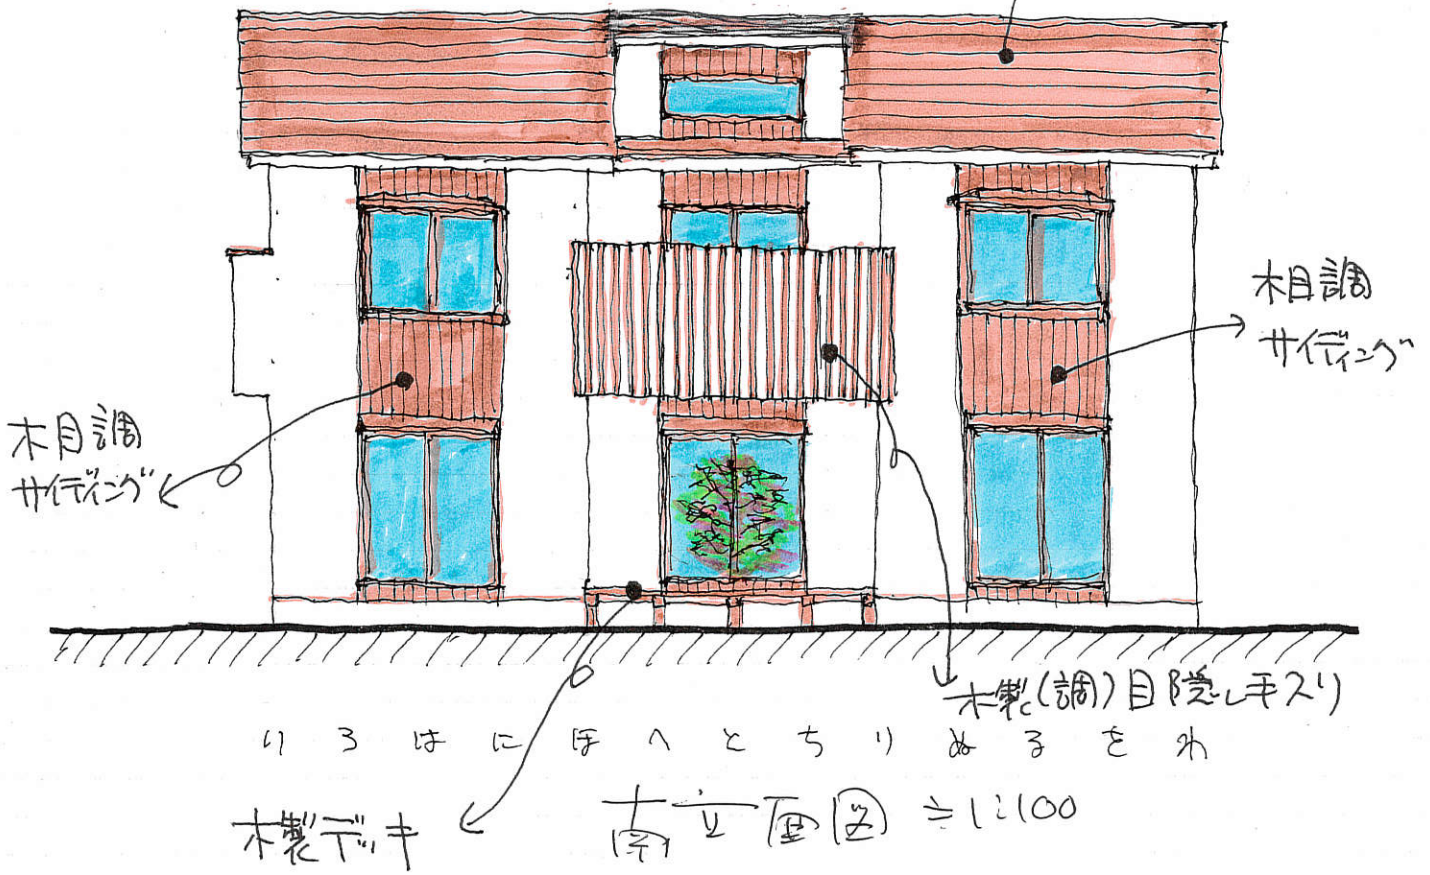 木目調
サイディング
木目調
サイディング
木製(調)目隠し手スリ
いろはにほへとちりぬるをわ
木製デッキ
南立面図 ≒1:100